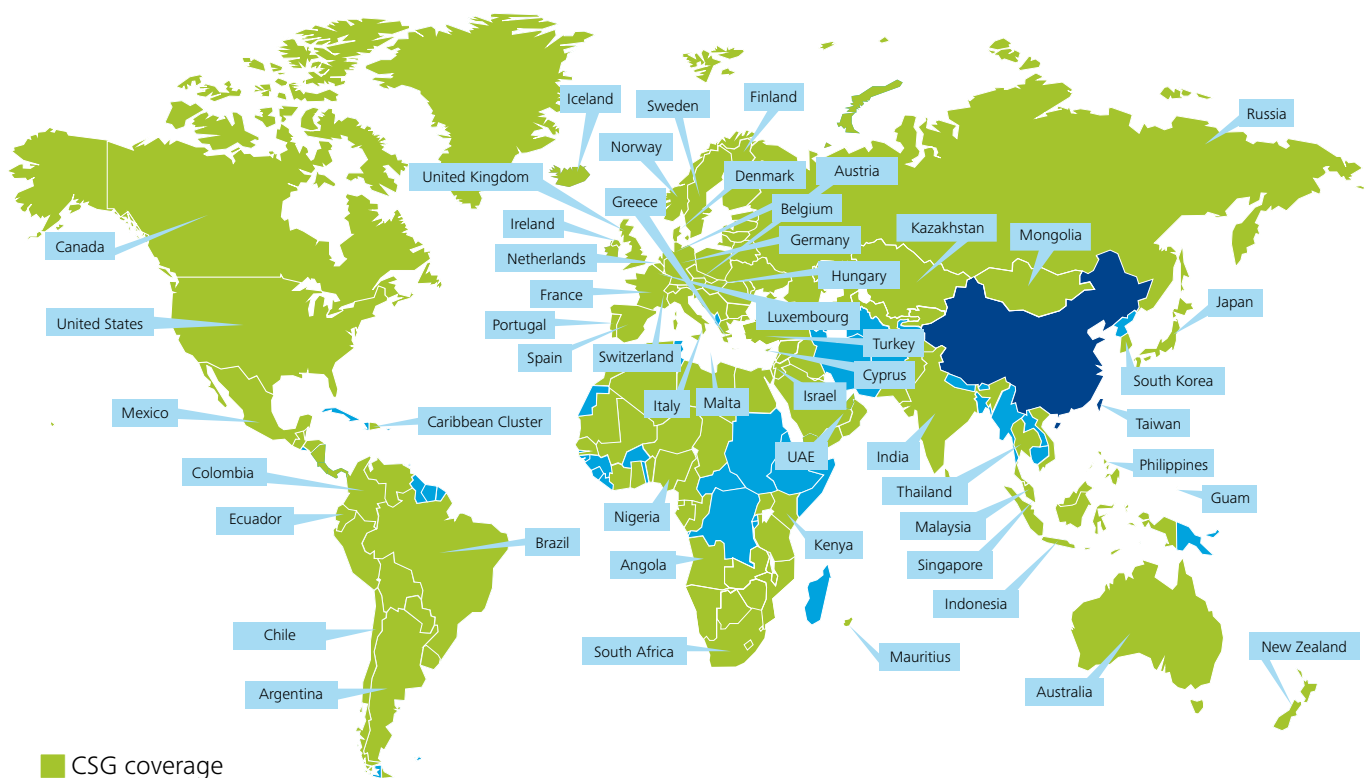 Iceland
Sweden
Finland
Russia
Norway
United Kingdom
Denmark
Austria
Greece
Belgium
Ireland
Canada
Germany
Kazakhstan
Mongolia
Netherlands
Hungary
France
Japan
Luxembourg
United States
Portugal
Turkey
Spain
Switzerland
Cyprus
South Korea
Israel
Italy
Malta
Mexico
Caribbean Cluster
Taiwan
UAE
India
Philippines
Colombia
Thailand
Guam
Ecuador
Nigeria
Malaysia
Brazil
Kenya
Angola
Singapore
Indonesia
Chile
South Africa
Mauritius
New Zealand
Argentina
Australia
CSG coverage